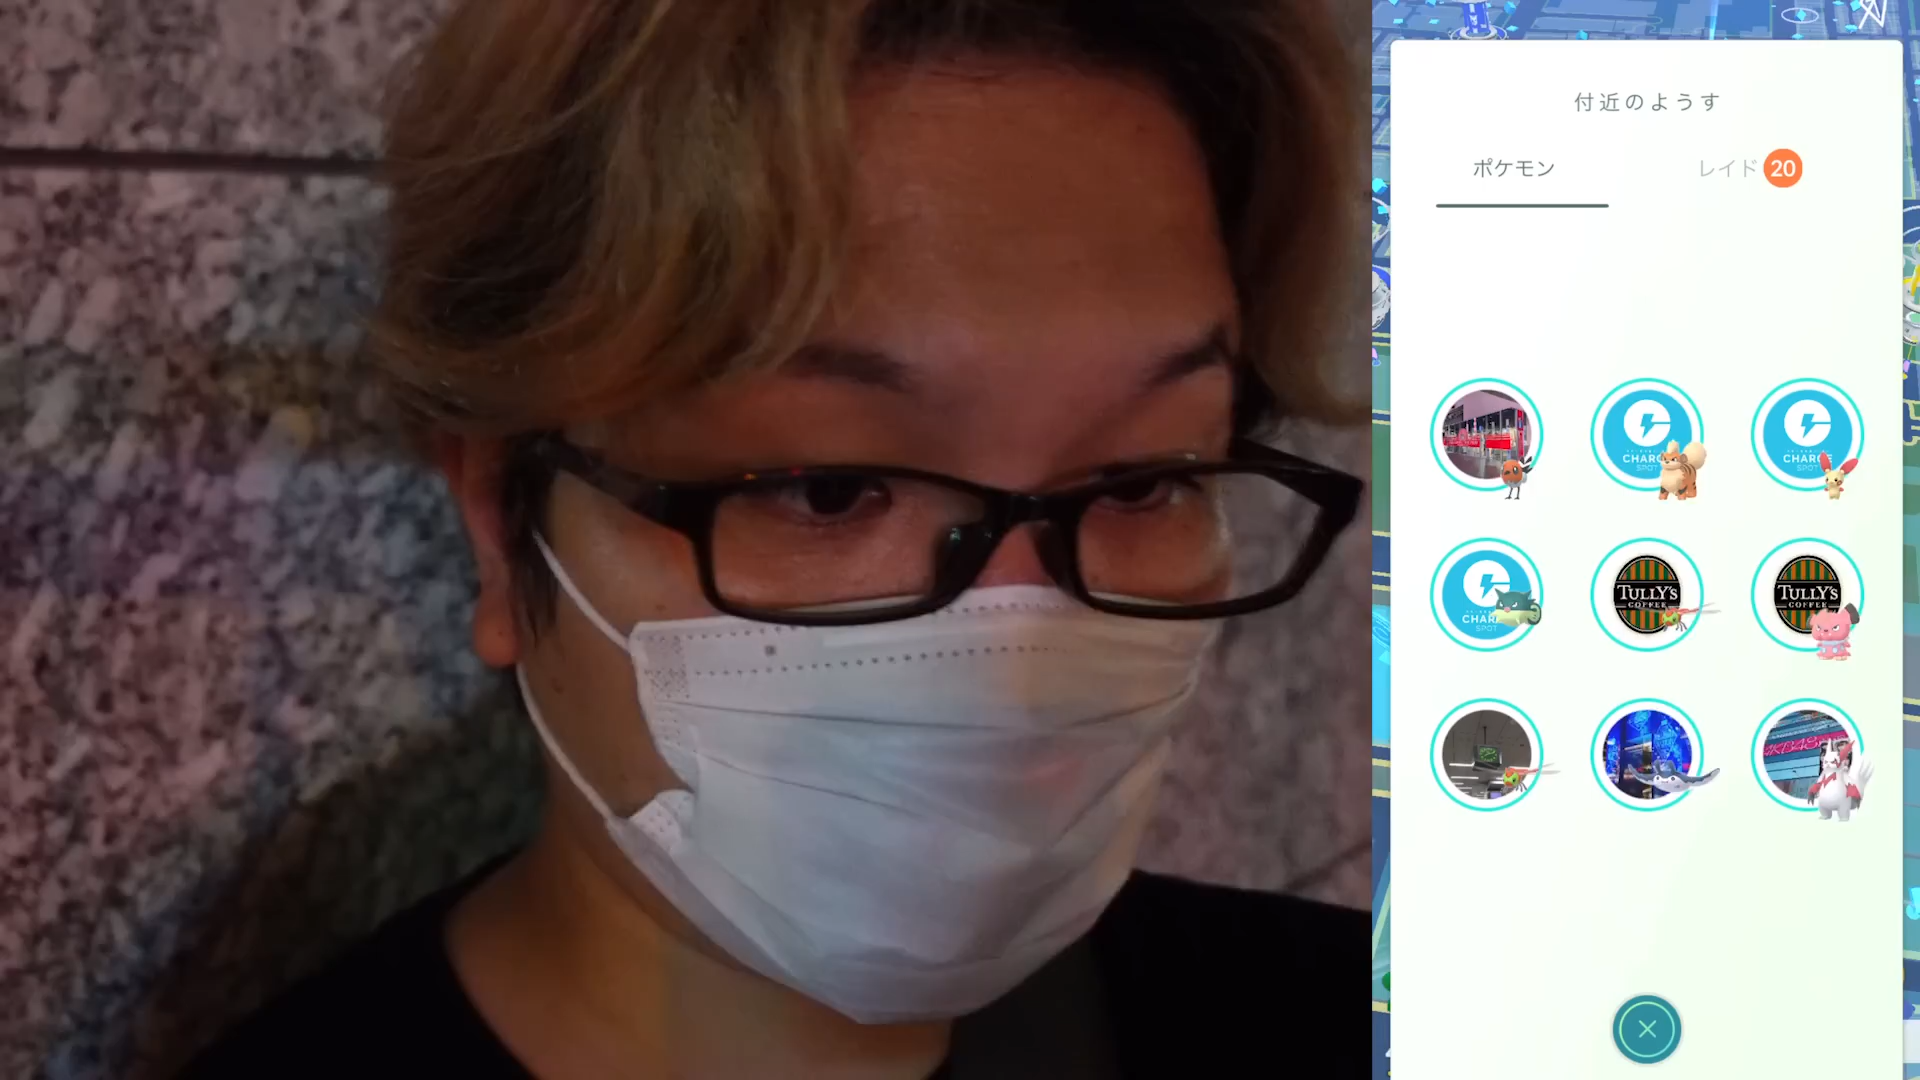 付近のようす
ポケモン
レイド 20
CHARGE SPOT
CHARGE SPOT
CHAR
SPOT
TULLY'S COFFEE
TULLY'S COFFEE
KB48